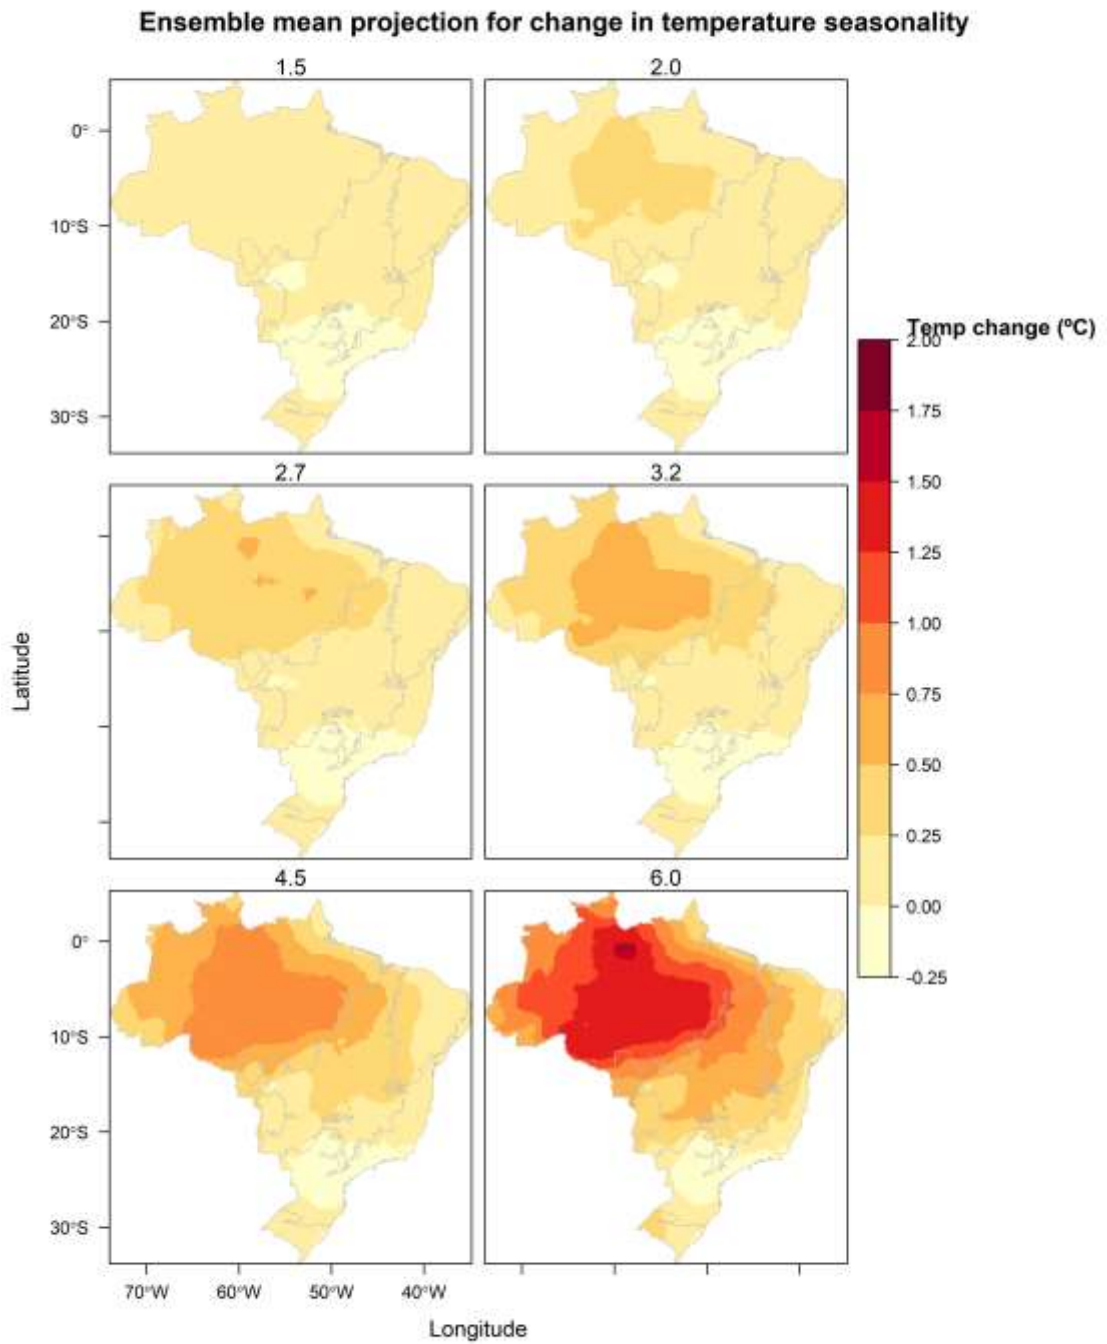 Ensemble mean projection for change in temperature seasonality
1.5
2.0
0°
10°S
20°S
30°S
Temp change (ºC)
2.00
1.75
1.50
1.25
1.00
0.75
0.50
0.25
0.00
-0.25
2.7
3.2
Latitude
4.5
6.0
0°
10°S
20°S
30°S
70°W 60°W 50°W 40°W
Longitude